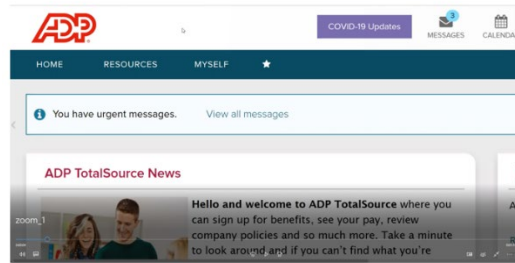 ADP
COVID-19 Updates
3
MESSAGES
CALENDA
HOME RESOURCES MYSELF
You have urgent messages. View all messages
ADP TotalSource News
Hello and welcome to ADP TotalSource where you
can sign up for benefits, see your pay, review
company policies and so much more. Take a minute
to look around and if you can't find what you're
zoom_1